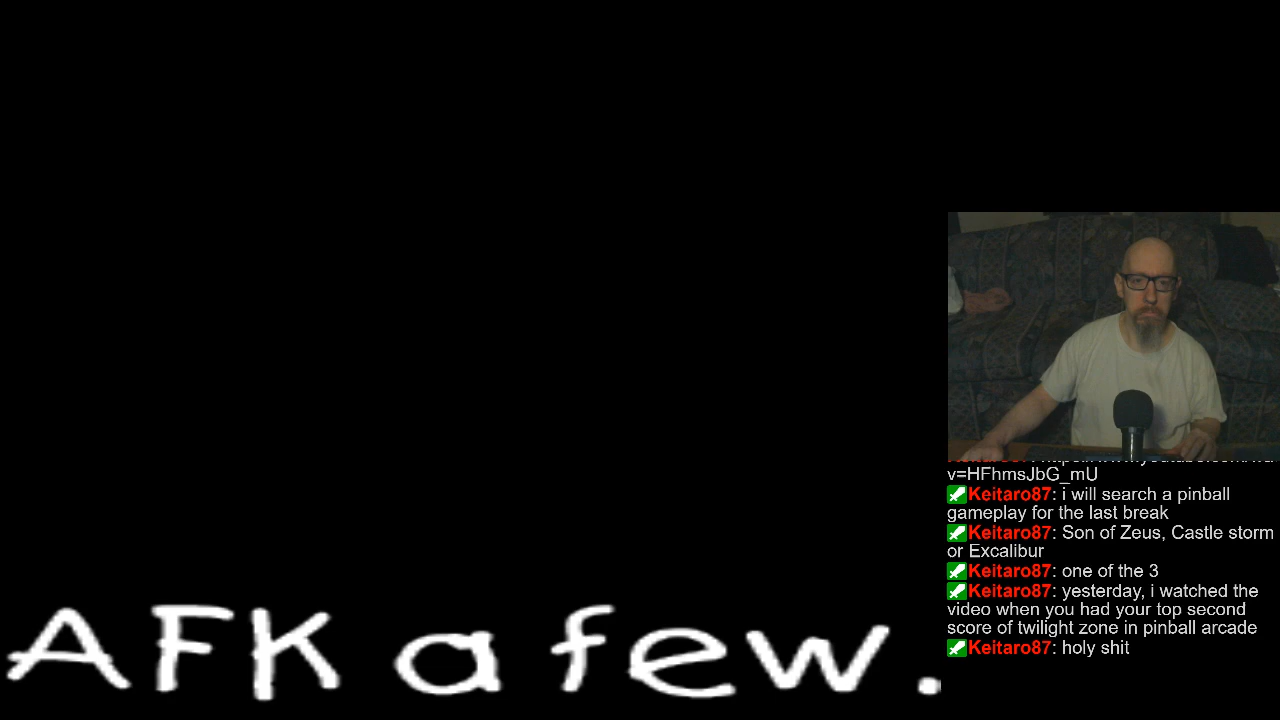 v=HFhmsJbG_mU
Keitaro87: i will search a pinball
gameplay for the last break
Keitaro87: Son of Zeus, Castle storm
or Excalibur
Keitaro87: one of the 3
Keitaro87: yesterday, i watched the
video when you had your top second
score of twilight zone in pinball arcade
Keitaro87: holy shit
AFK a few.